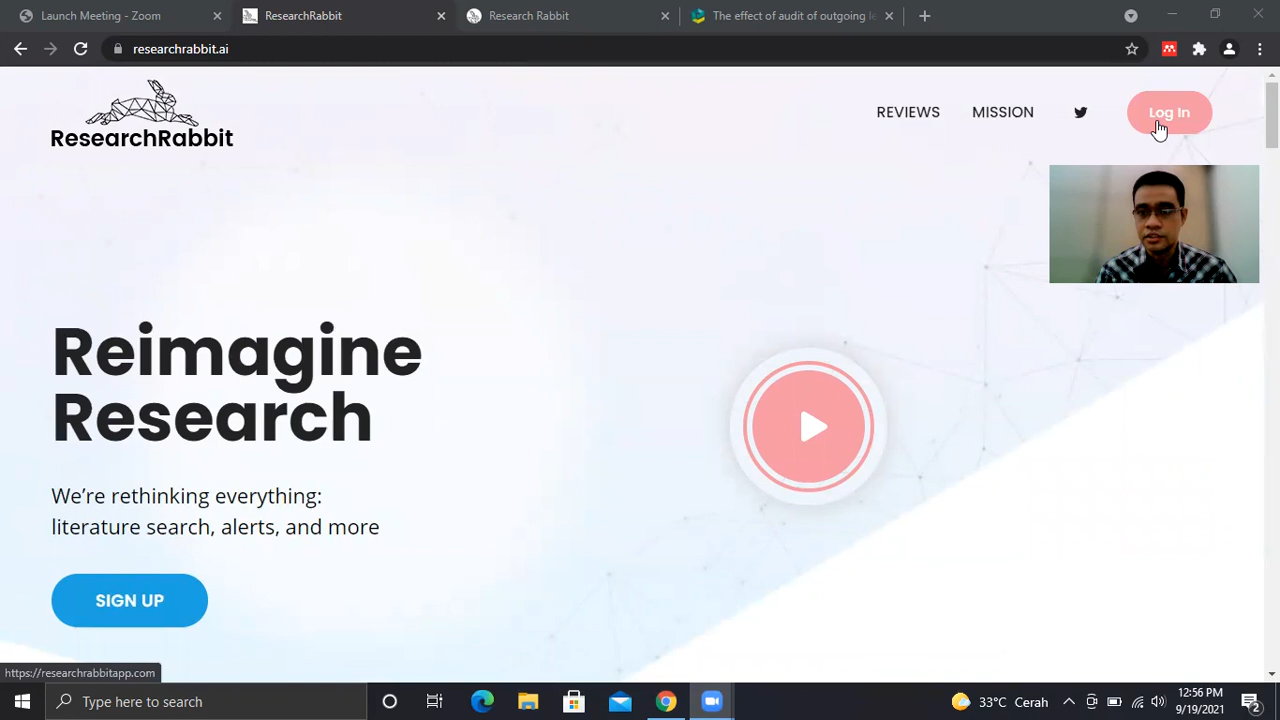 Launch Meeting - Zoom
ResearchRabbit
Research Rabbit
The effect of audit of outgoing le
researchrabbit.ai
ResearchRabbit
REVIEWS
MISSION
Log In
Reimagine
Research
We're rethinking everything:
literature search, alerts, and more
SIGN UP
https://researchrabbitapp.com
Type here to search
33°C Cerah
12:56 PM
9/19/2021
2